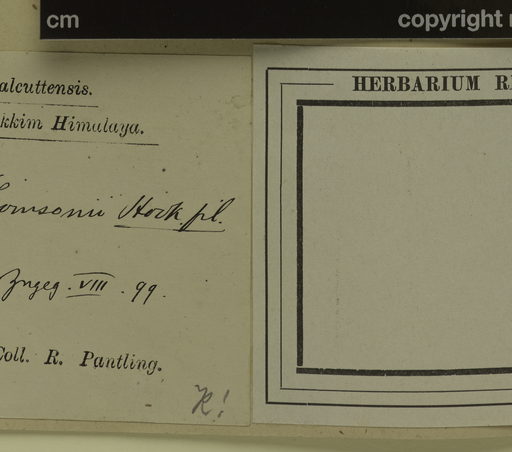 cm copyright
HERBARIUM
alcuttensis.
kkim Himalaya.
omsonii Hook. fil.
VIII. 99.
Coll. R. Pantling.
K!